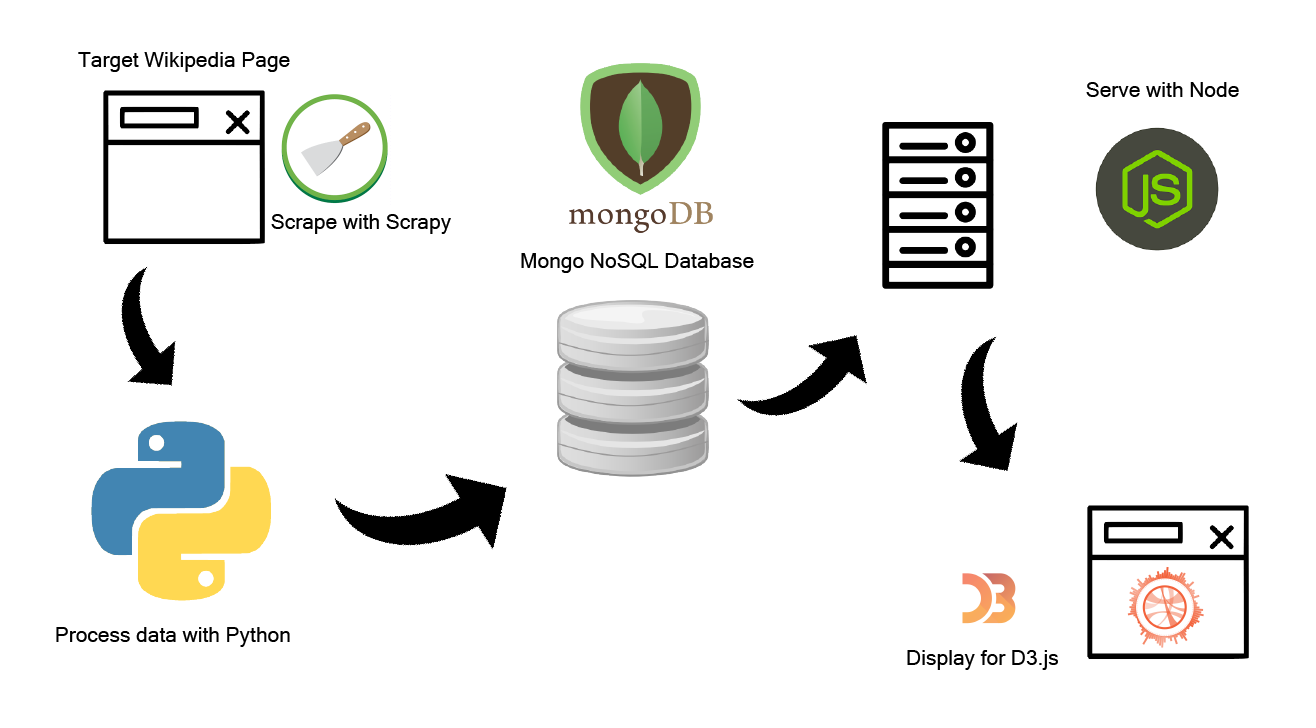 Target Wikipedia Page
Scrape with Scrapy
Process data with Python
mongoDB
Mongo NoSQL Database
Serve with Node
JS
D3
Display for D3.js